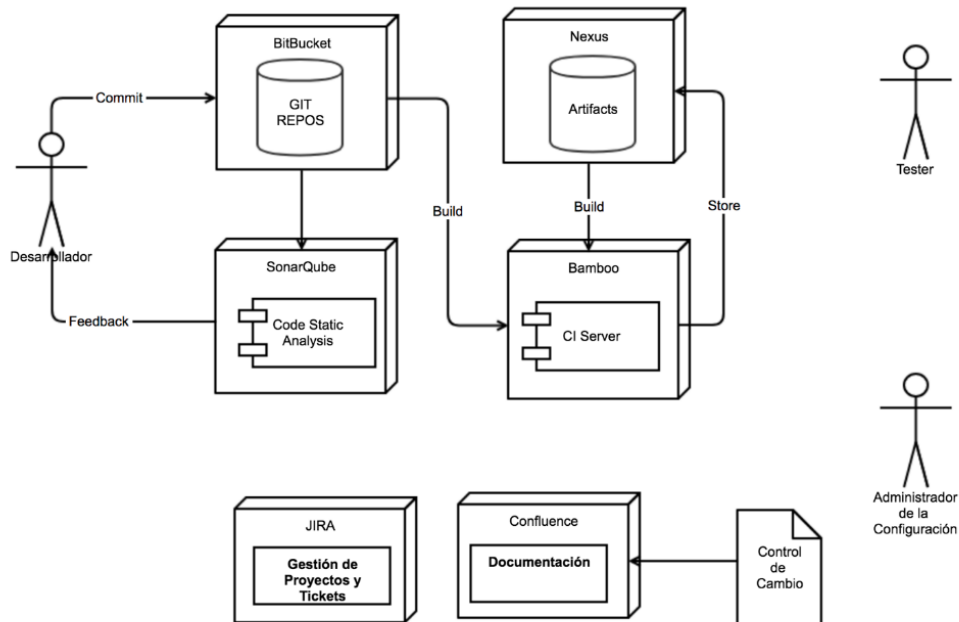 BitBucket
GIT
REPOS
Nexus
Artifacts
Commit
Tester
Desarrollador
Build
Build
Store
SonarQube
Code Static
Analysis
Bamboo
CI Server
Feedback
Administrador
de la
Configuración
JIRA
Gestión de
Proyectos y
Tickets
Confluence
Documentación
Control
de
Cambio